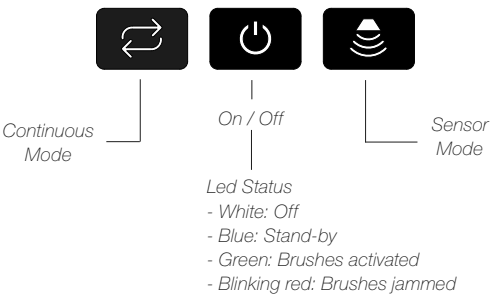 Continuous
Mode
On / Off
Sensor
Mode
Led Status
- White: Off
- Blue: Stand-by
- Green: Brushes activated
- Blinking red: Brushes jammed